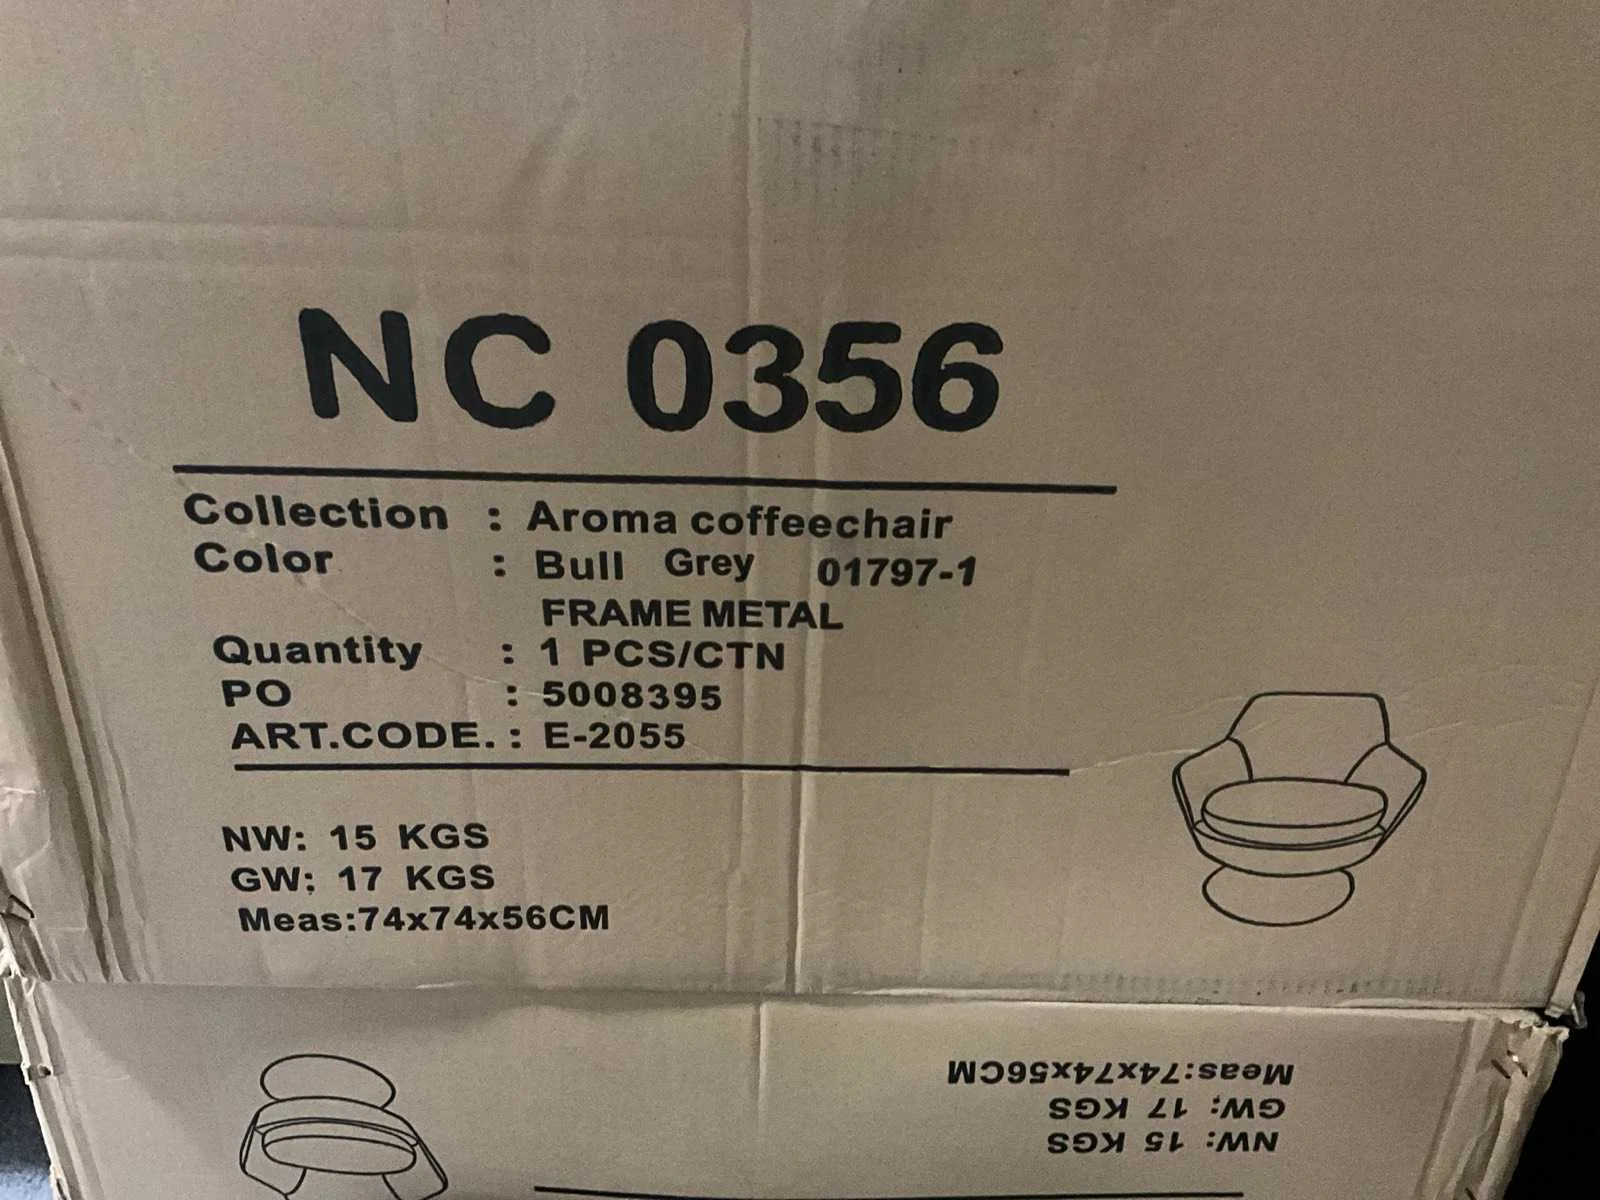 NC 0356
Collection : Aroma coffeechair
Color : Bull Grey 01797-1
FRAME METAL
Quantity : 1 PCS/CTN
PO : 5008395
ART.CODE. : E-2055
NW: 15 KGS
GW: 17 KGS
Meas:74x74x56CM
Meas:74x74x56CM
GW: 17 KGS
NW: 15 KGS